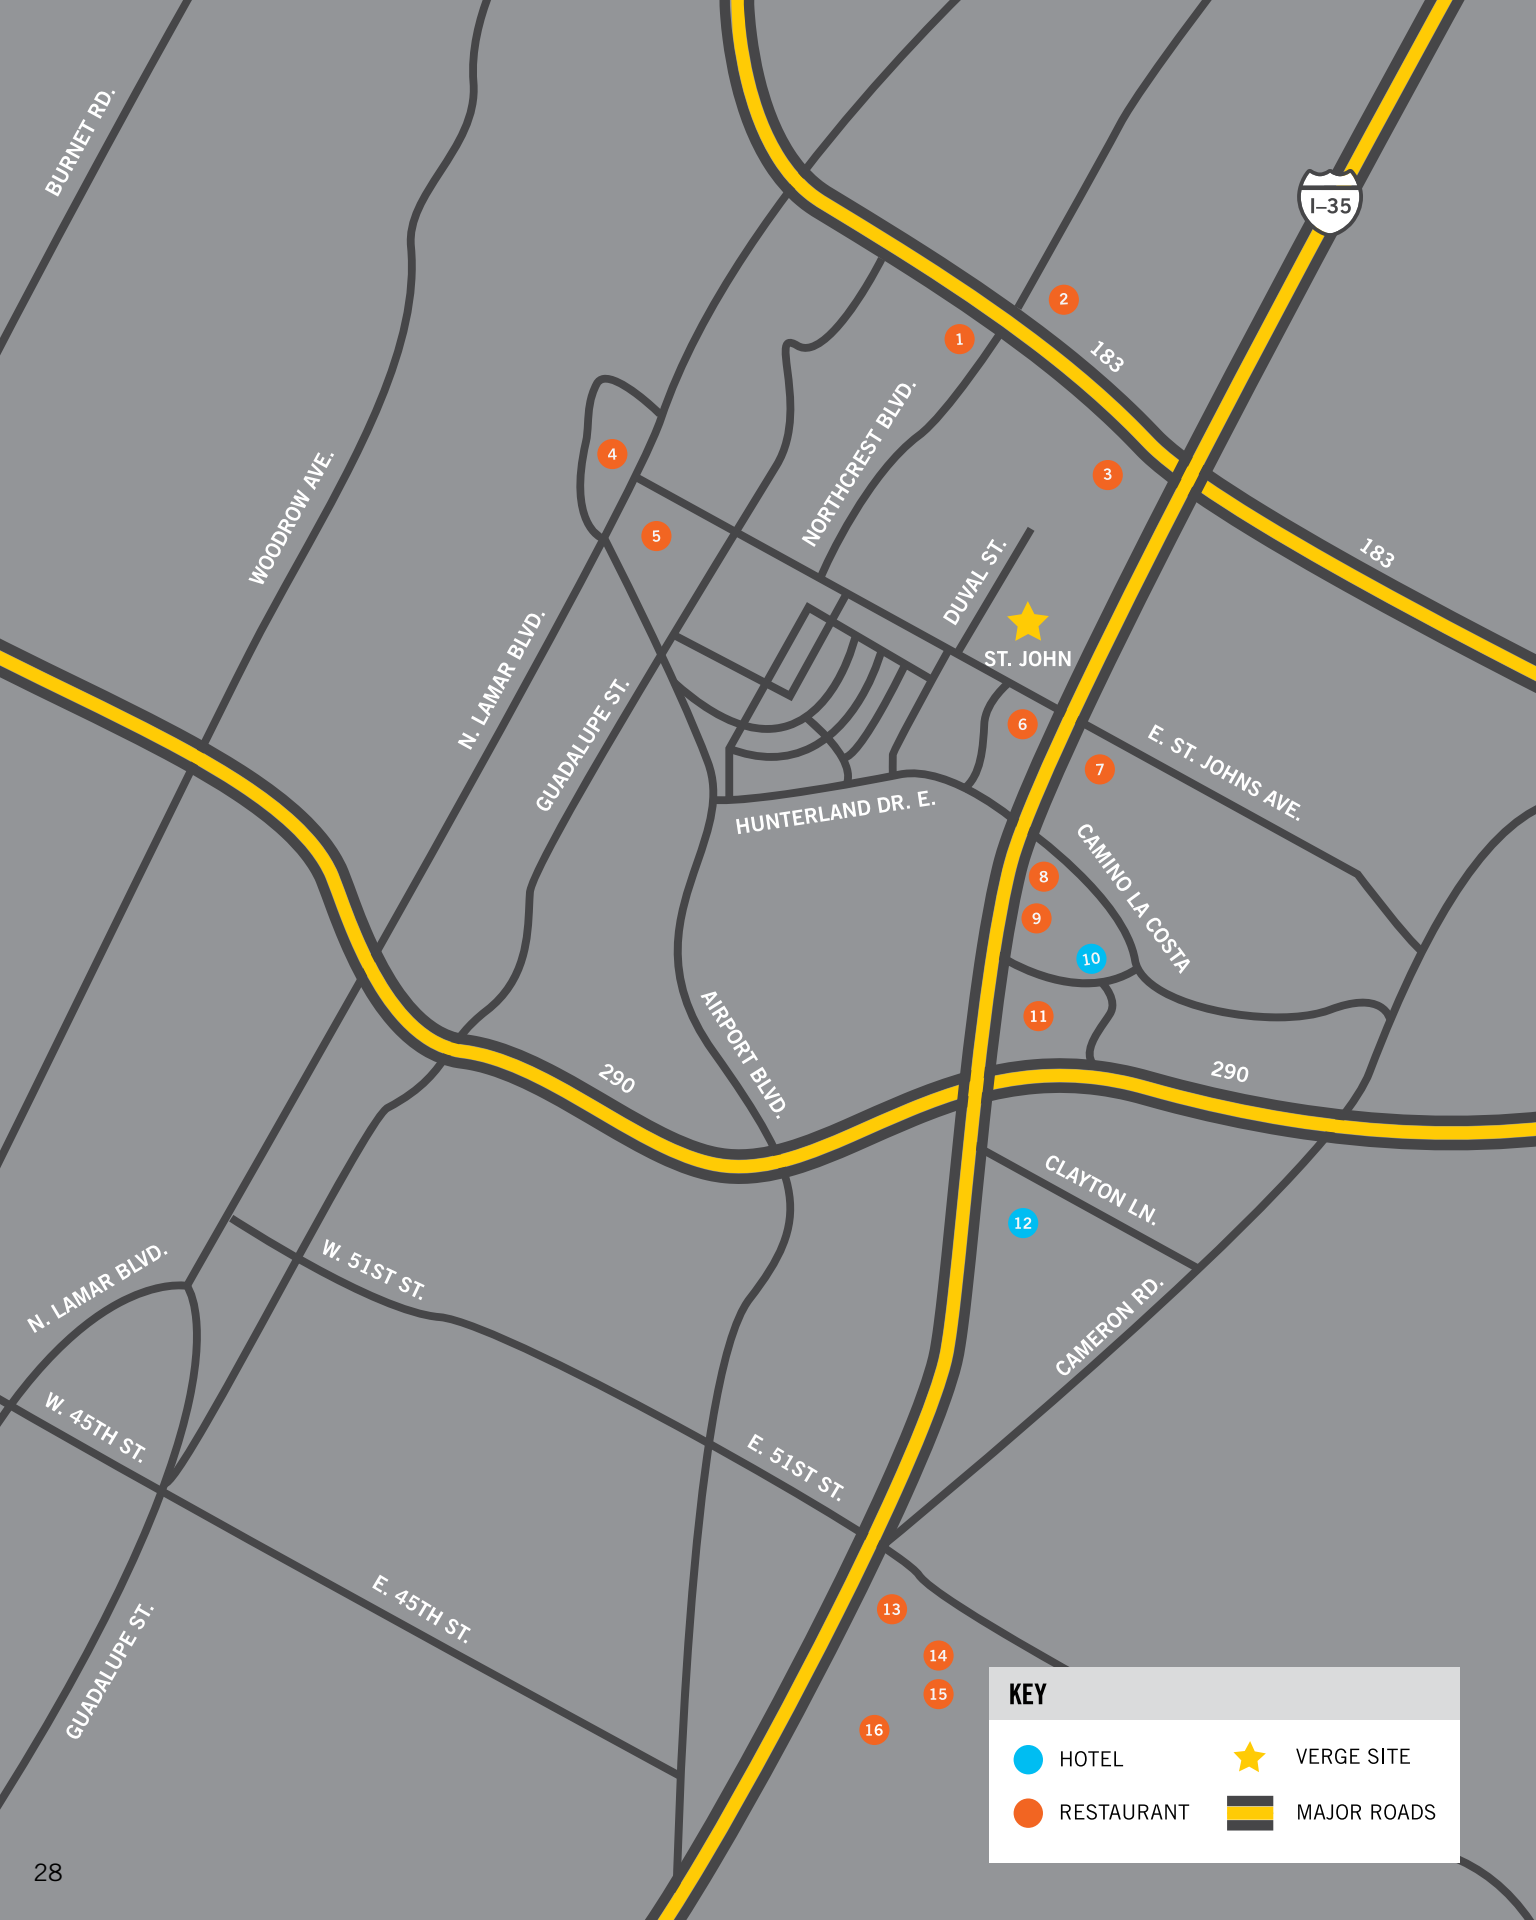 BURNET RD.
I-35
2
1
183
NORTHCREST BLVD.
WOODROW AVE.
4
3
5
183
DUVAL ST.
ST. JOHN
N. LAMAR BLVD.
GUADALUPE ST.
6
E. ST. JOHNS AVE.
7
HUNTERLAND DR. E.
CAMINO LA COSTA
8
9
10
AIRPORT BLVD.
11
290
290
CLAYTON LN.
12
N. LAMAR BLVD.
W. 51ST ST.
CAMERON RD.
W. 45TH ST.
E. 51ST ST.
E. 45TH ST.
13
GUADALUPE ST.
14
15
16
KEY
HOTEL
VERGE SITE
RESTAURANT
MAJOR ROADS
28